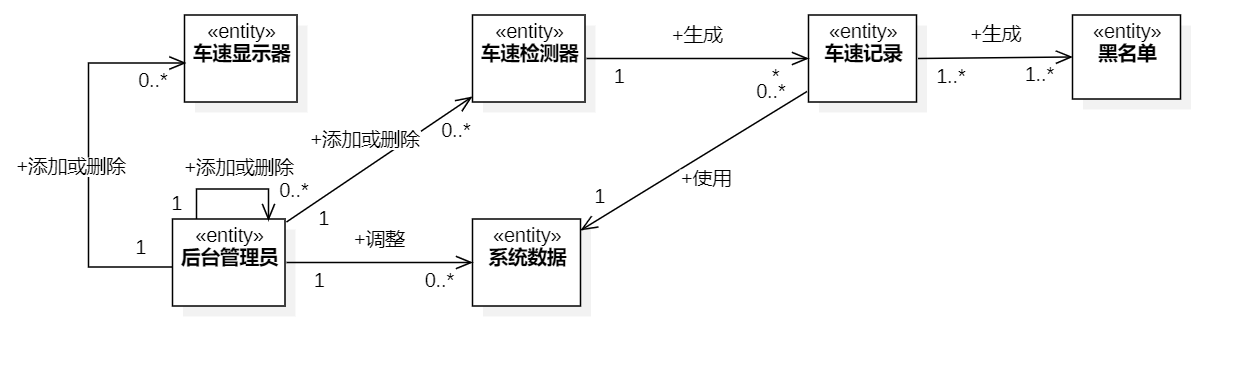 «entity»
车速显示器
«entity»
车速检测器
+生成
«entity»
车速记录
+生成
«entity»
黑名单
0..*
1
*
0..*
1..*
1..*
+添加或删除
0..*
+添加或删除
+添加或删除
0..*
1
1
+使用
1
«entity»
后台管理员
1
+调整
1
0..*
«entity»
系统数据